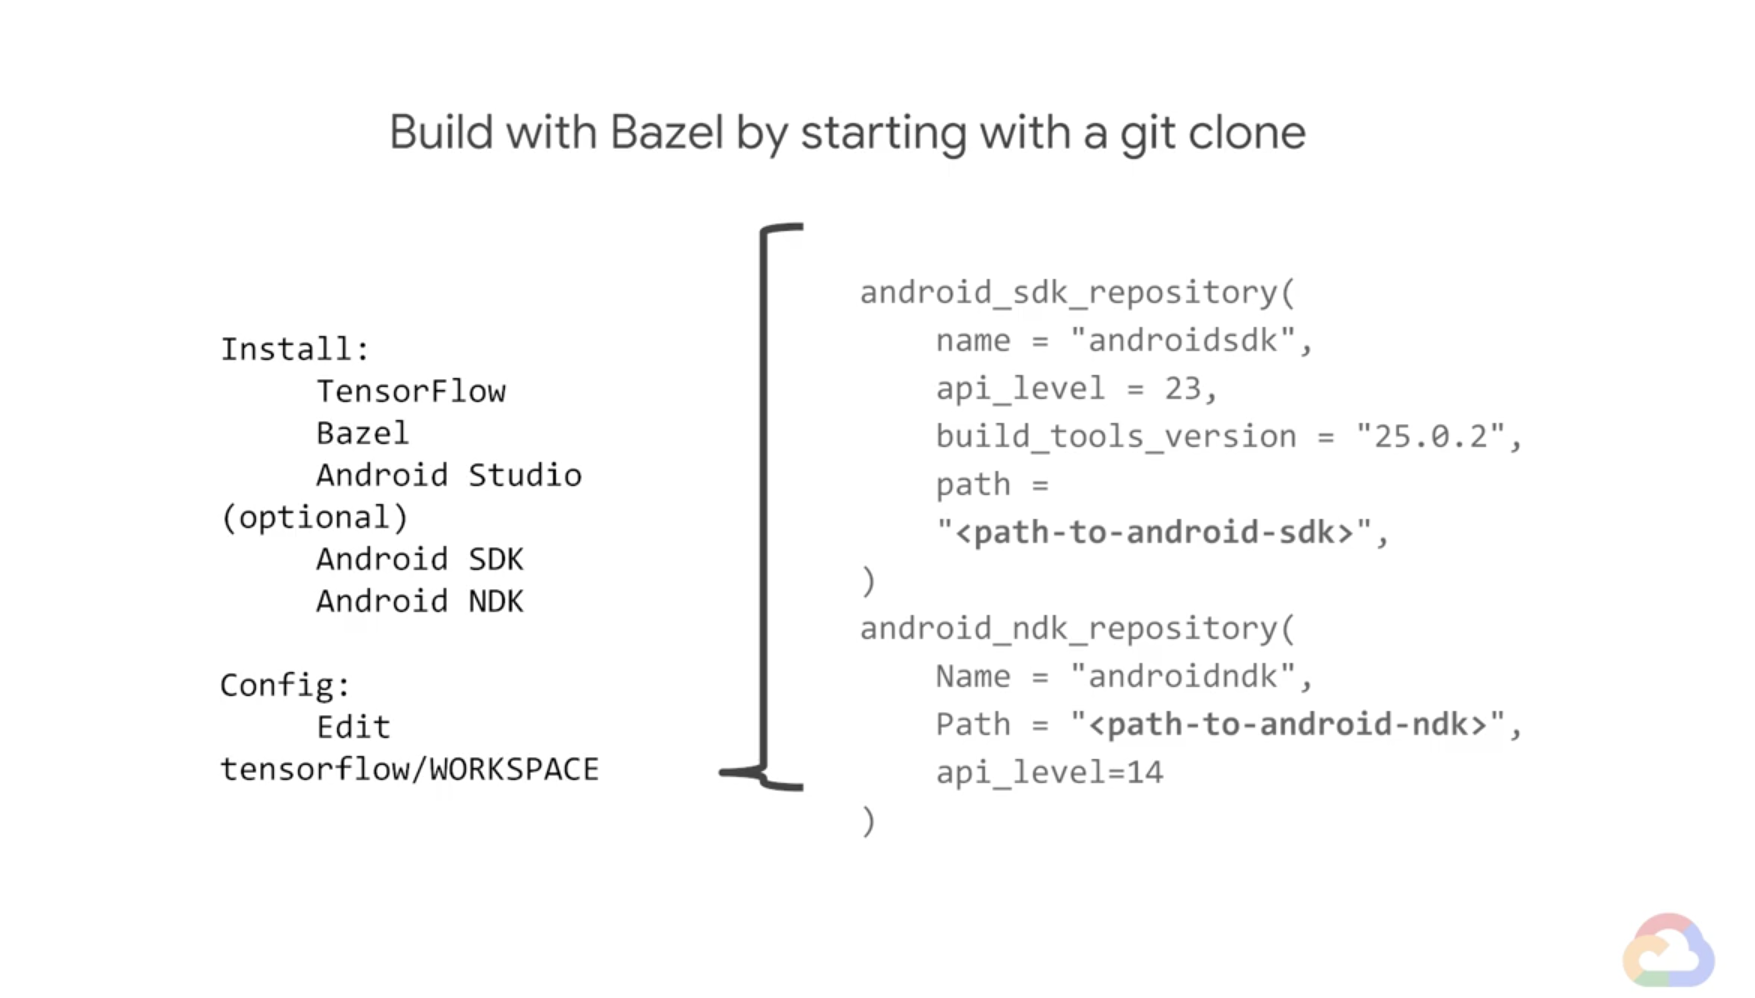 Build with Bazel by starting with a git clone
Install:
TensorFlow
Bazel
Android Studio
(optional)
Android SDK
Android NDK
Config:
Edit
tensorflow/WORKSPACE
android_sdk_repository(
name = "androidsdk",
api_level = 23,
build_tools_version = "25.0.2",
path =
"<path-to-android-sdk>",
)
android_ndk_repository(
Name = "androidndk",
Path = "<path-to-android-ndk>",
api_level=14
)